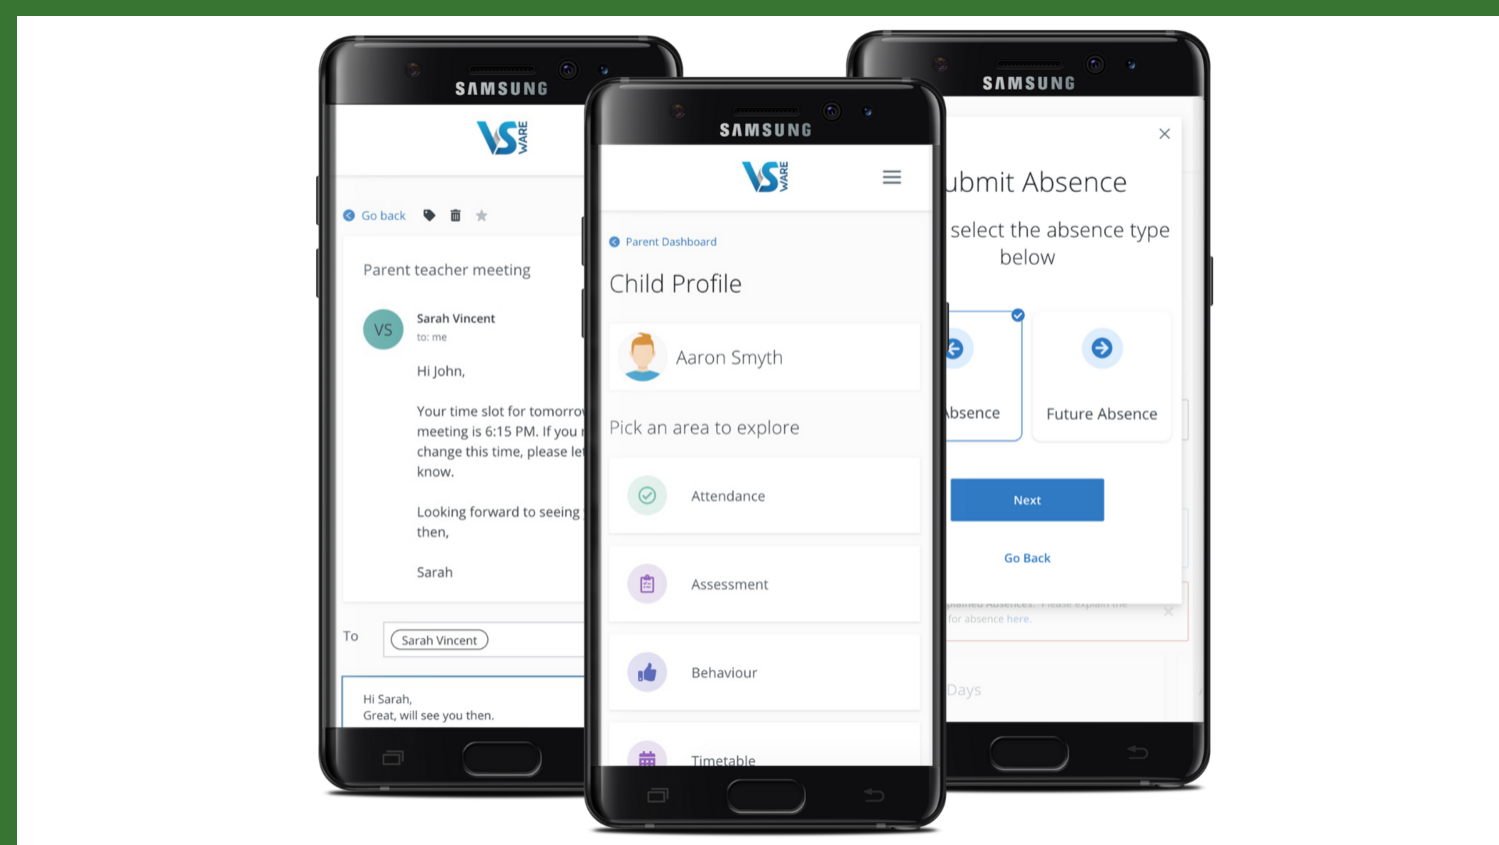 SAMSUNG
VS
WARE
Go back
Parent teacher meeting
VS
Sarah Vincent
to: me
Hi John,
Your time slot for
meeting is 6:15 PM. If you
change this time, please
know.
Looking forward to seeing
then,
Sarah
To
Sarah Vincent
Hi Sarah,
Great, will see you then.
SAMSUNG
VS
WARE
Parent Dashboard
Child Profile
Aaron Smyth
Pick an area to explore
Attendance
Assessment
Behaviour
Timetable
SAMSUNG
Absence
select the absence type
below
Future Absence
Next
Go Back
Absences. Please explain the
for absence here.
Days